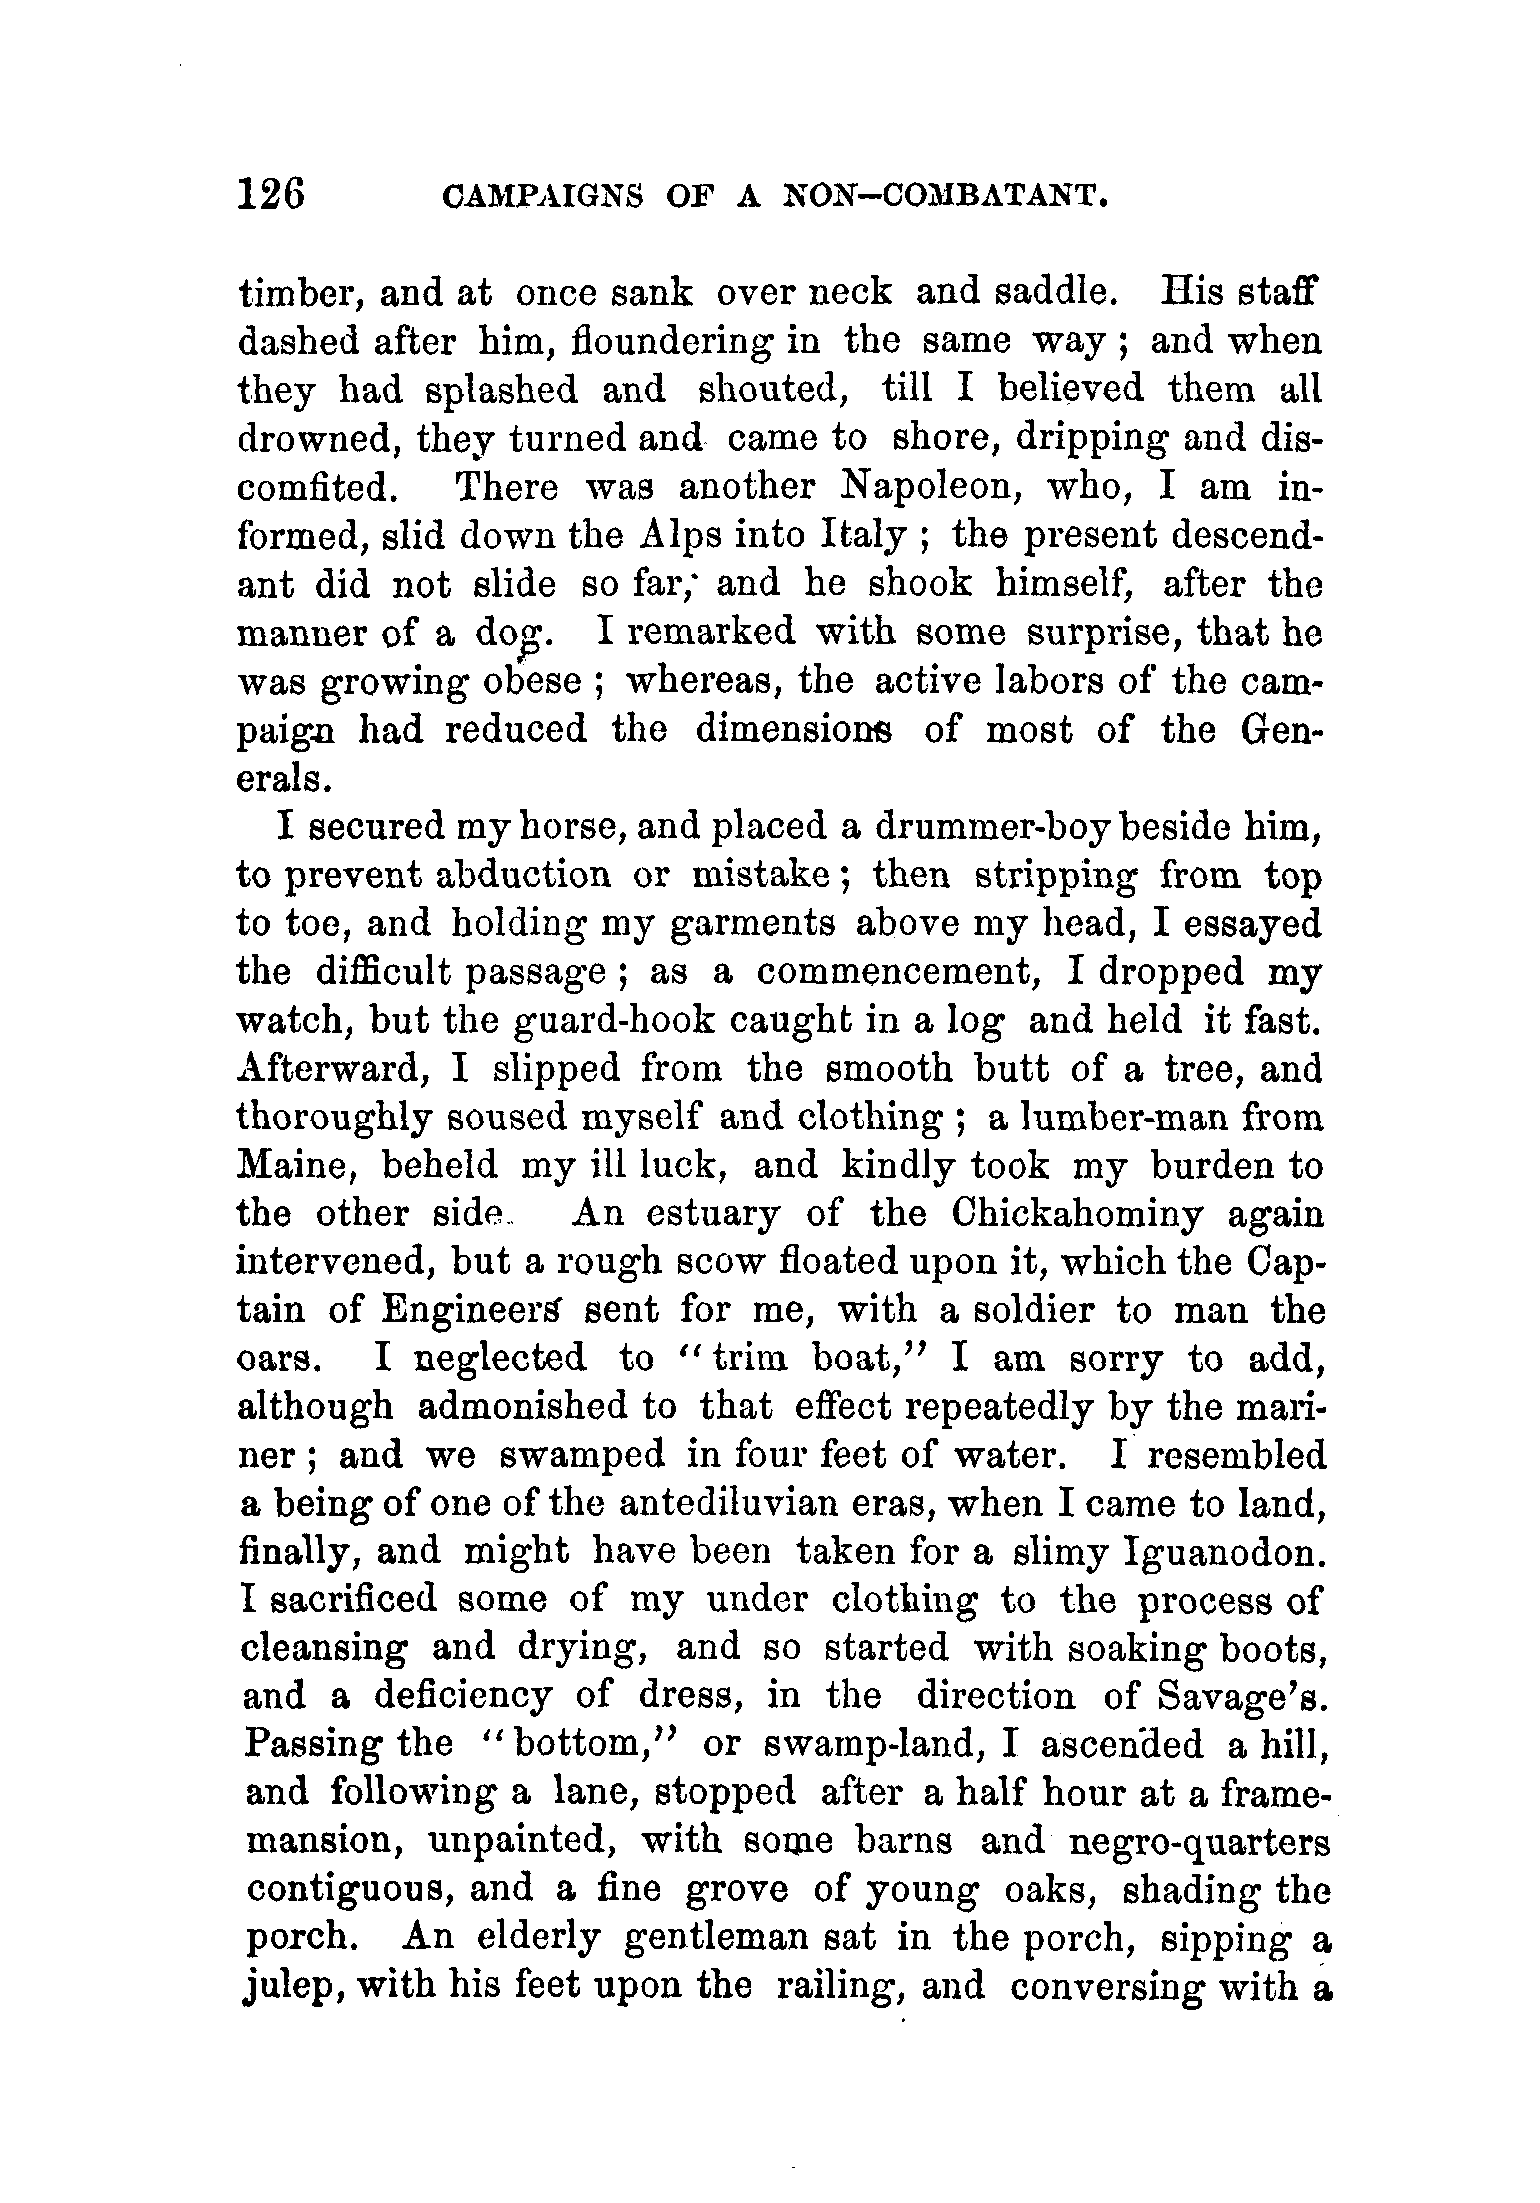 126 CAMPAIGNS OF A NON-COMBATANT.
timber, and at once sank over neck and saddle. His staff
dashed after him, floundering in the same way ; and when
they had splashed and shouted, till I believed them all
drowned, they turned and came to shore, dripping and dis-
comfited. There was another Napoleon, who, I am in-
formed, slid down the Alps into Italy ; the present descend-
ant did not slide so far; and he shook himself, after the
manner of a dog. I remarked with some surprise, that he
was growing obese ; whereas, the active labors of the cam-
paign had reduced the dimensions of most of the Gen-
erals.
I secured my horse, and placed a drummer-boy beside him,
to prevent abduction or mistake ; then stripping from top
to toe, and holding my garments above my head, I essayed
the difficult passage ; as a commencement, I dropped my
watch, but the guard-hook caught in a log and held it fast.
Afterward, I slipped from the smooth butt of a tree, and
thoroughly soused myself and clothing ; a lumber-man from
Maine, beheld my ill luck, and kindly took my burden to
the other side. An estuary of the Chickahominy again
intervened, but a rough scow floated upon it, which the Cap-
tain of Engineers sent for me, with a soldier to man the
oars. I neglected to "trim boat," I am sorry to add,
although admonished to that effect repeatedly by the mari-
ner ; and we swamped in four feet of water. I resembled
a being of one of the antediluvian eras, when I came to land,
finally, and might have been taken for a slimy Iguanodon.
I sacrificed some of my under clothing to the process of
cleansing and drying, and so started with soaking boots,
and a deficiency of dress, in the direction of Savage's.
Passing the "bottom," or swamp-land, I ascended a hill,
and following a lane, stopped after a half hour at a frame-
mansion, unpainted, with some barns and negro-quarters
contiguous, and a fine grove of young oaks, shading the
porch. An elderly gentleman sat in the porch, sipping a
julep, with his feet upon the railing, and conversing with a